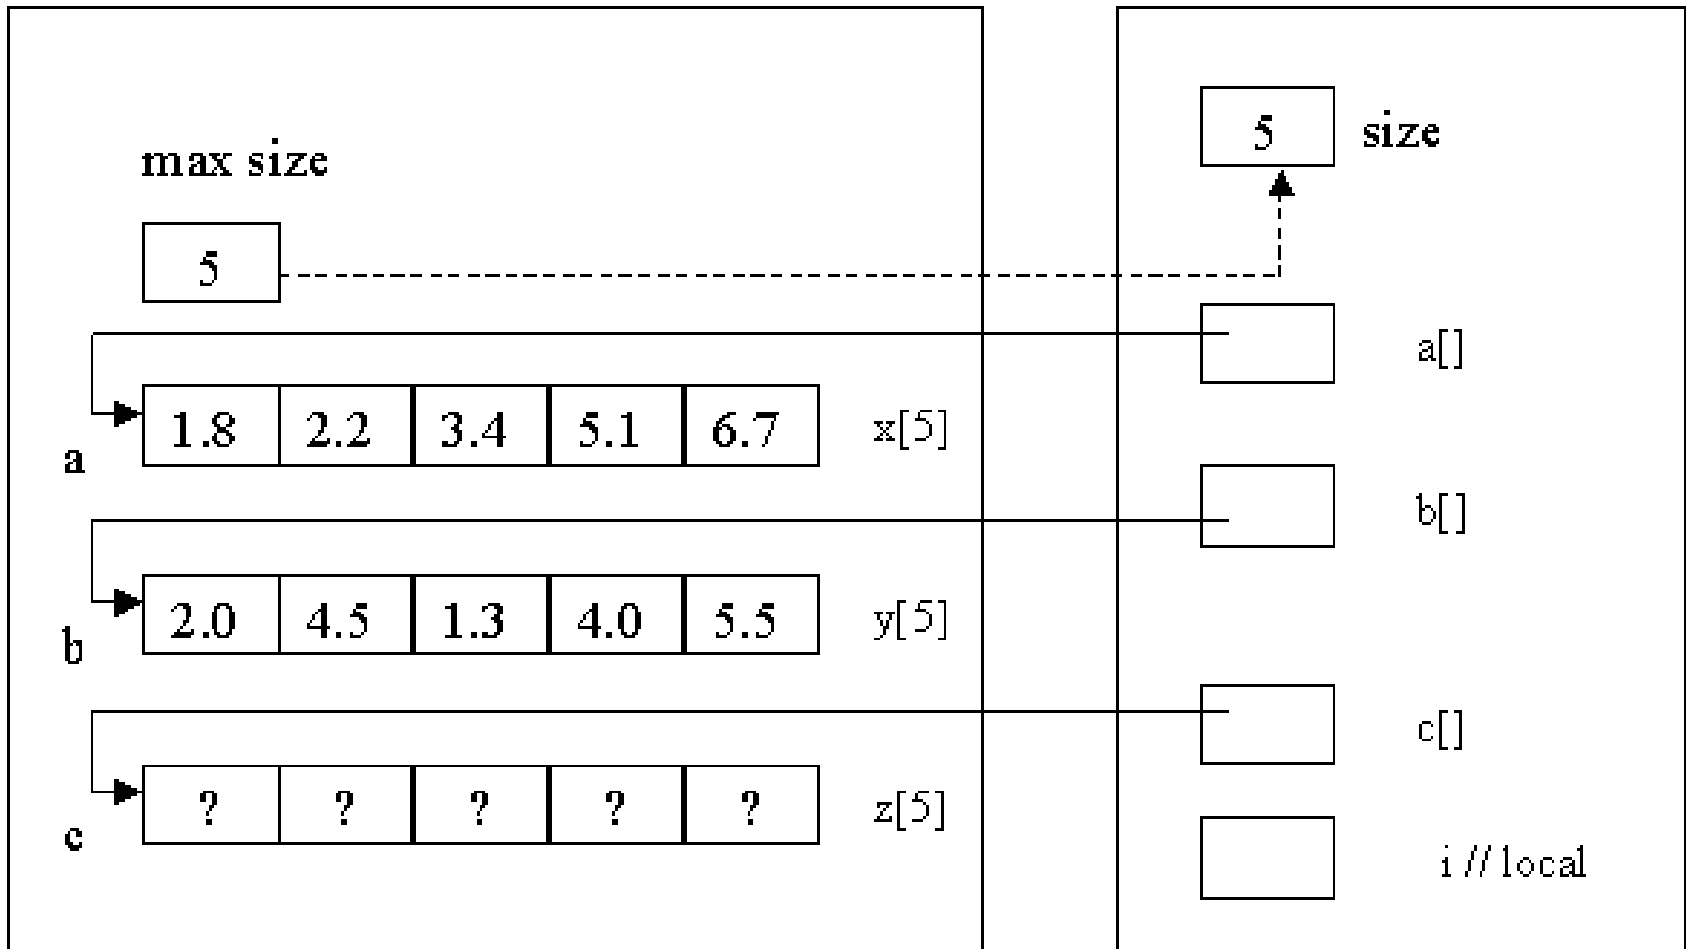 max size
5
a
1.8 2.2 3.4 5.1 6.7 x[5]
b
2.0 4.5 1.3 4.0 5.5 y[5]
c
? ? ? ? ? z[5]
5 size
a[]
b[]
c[]
i // local